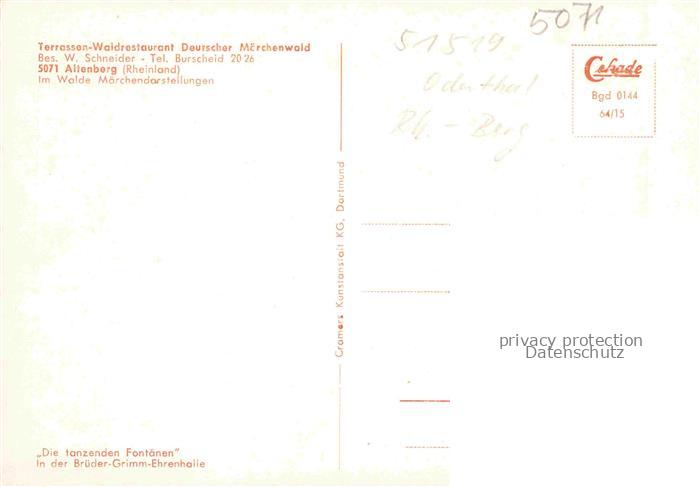 Terrassen-Waldrestaurant Deutscher Märchenwald
Bes. W. Schneider - Tel. Burscheid 20 26
5071 Altenberg (Rheinland)
Im Walde Märchendarstellungen
5071
51519
Odenthal
Rh. - Berg
Cekade
Bgd 0144
64/15
Cramers Kunstanstalt KG, Dortmund
privacy protection
Datenschutz
„Die tanzenden Fontänen"
In der Brüder-Grimm-Ehrenhalle